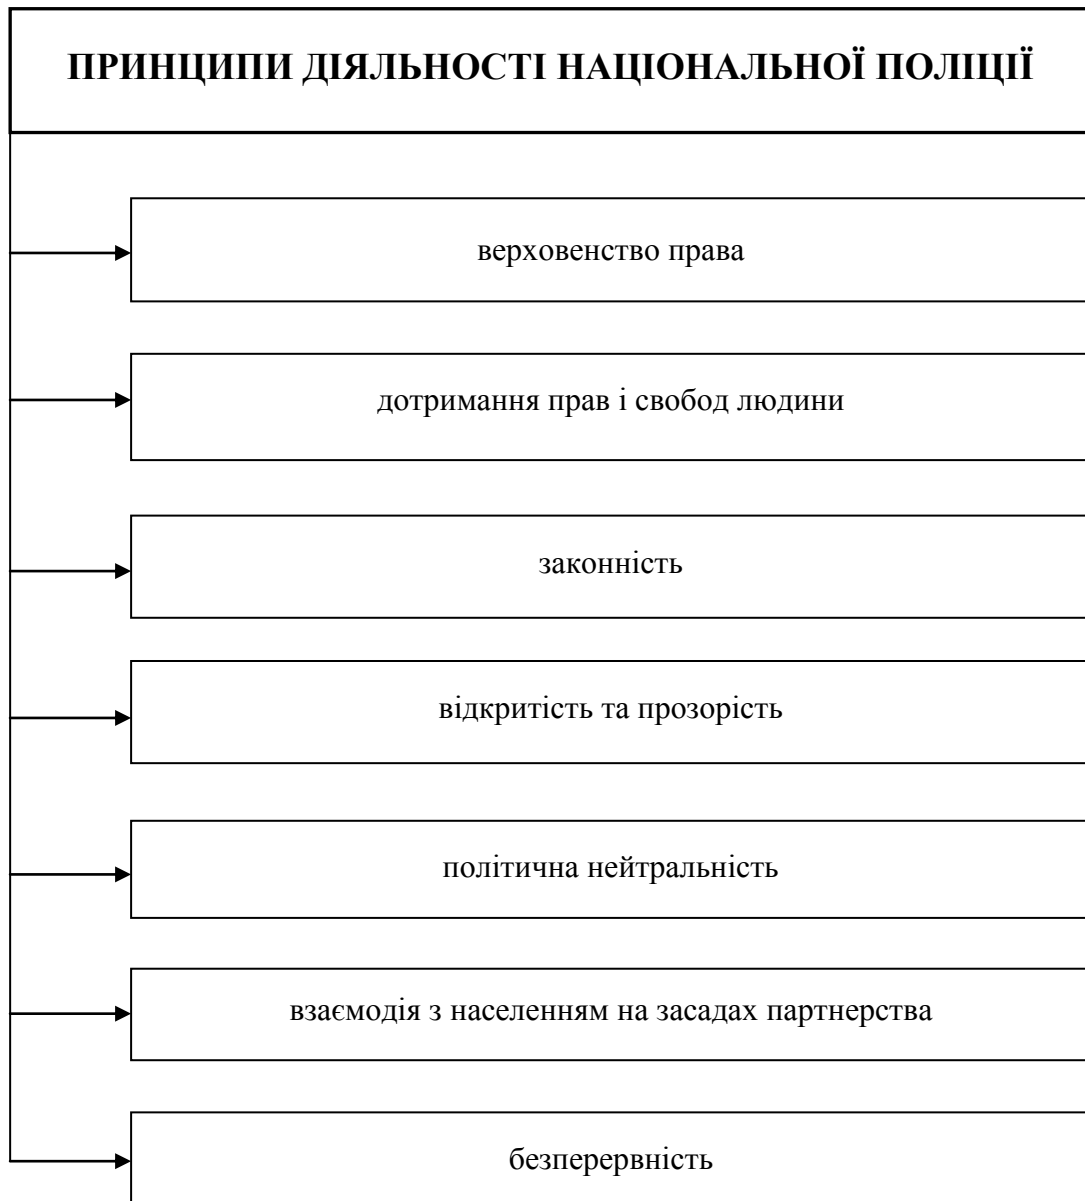 ПРИНЦИПИ ДІЯЛЬНОСТІ НАЦІОНАЛЬНОЇ ПОЛІЦІЇ
верховенство права
дотримання прав і свобод людини
законність
відкритість та прозорість
політична нейтральність
взаємодія з населенням на засадах партнерства
безперервність